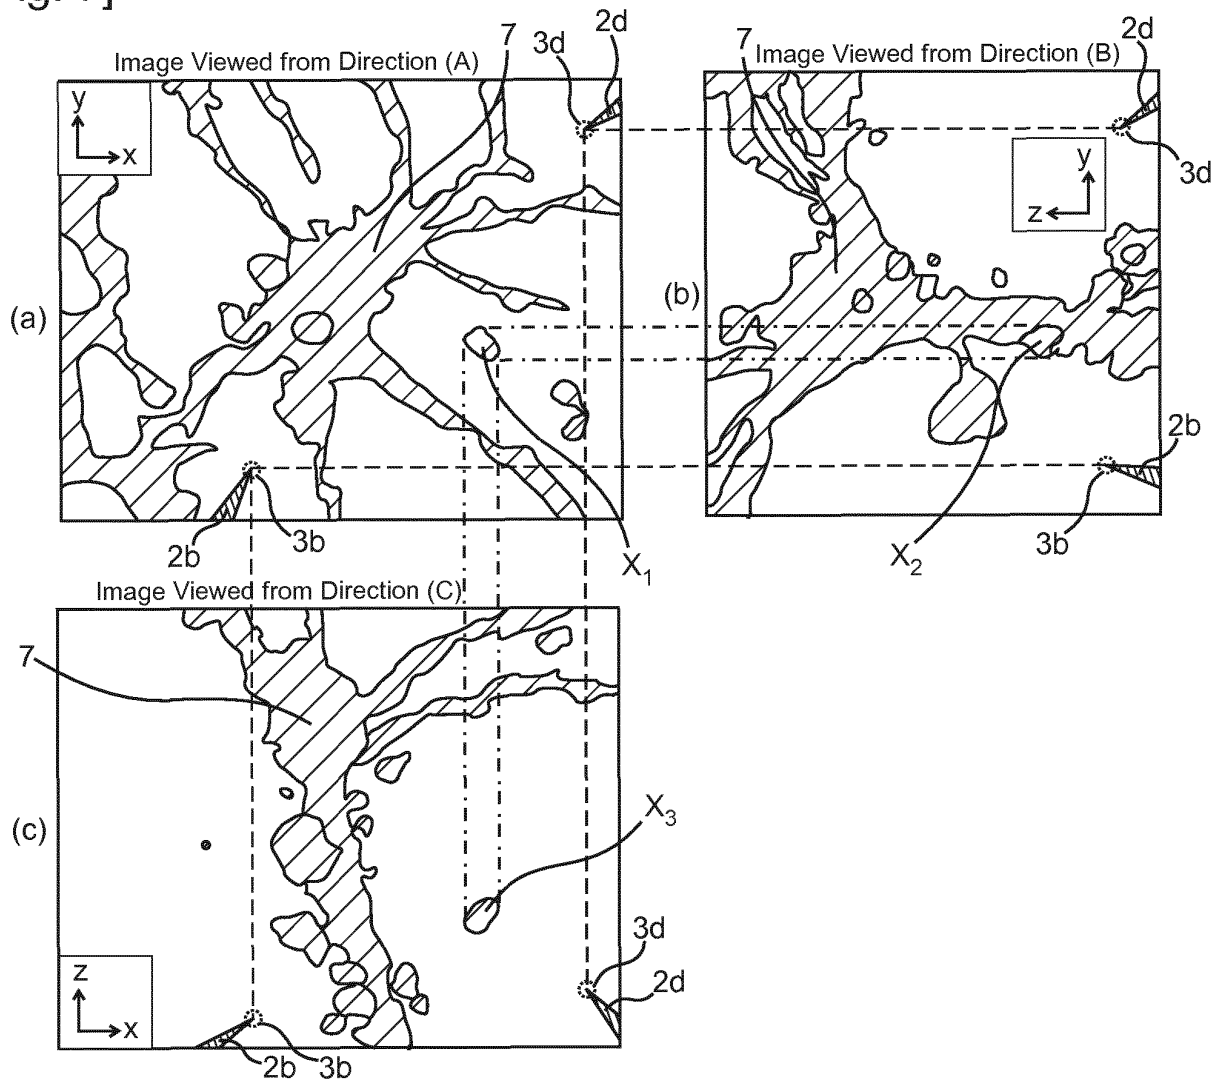 2d
3d
7
Image Viewed from Direction (A)
y
x
(a)
2b
3b
X1
2d
7
Image Viewed from Direction (B)
3d
y
z
(b)
2b
3b
X2
Image Viewed from Direction (C)
7
(c)
X3
3d
2d
z
x
2b
3b